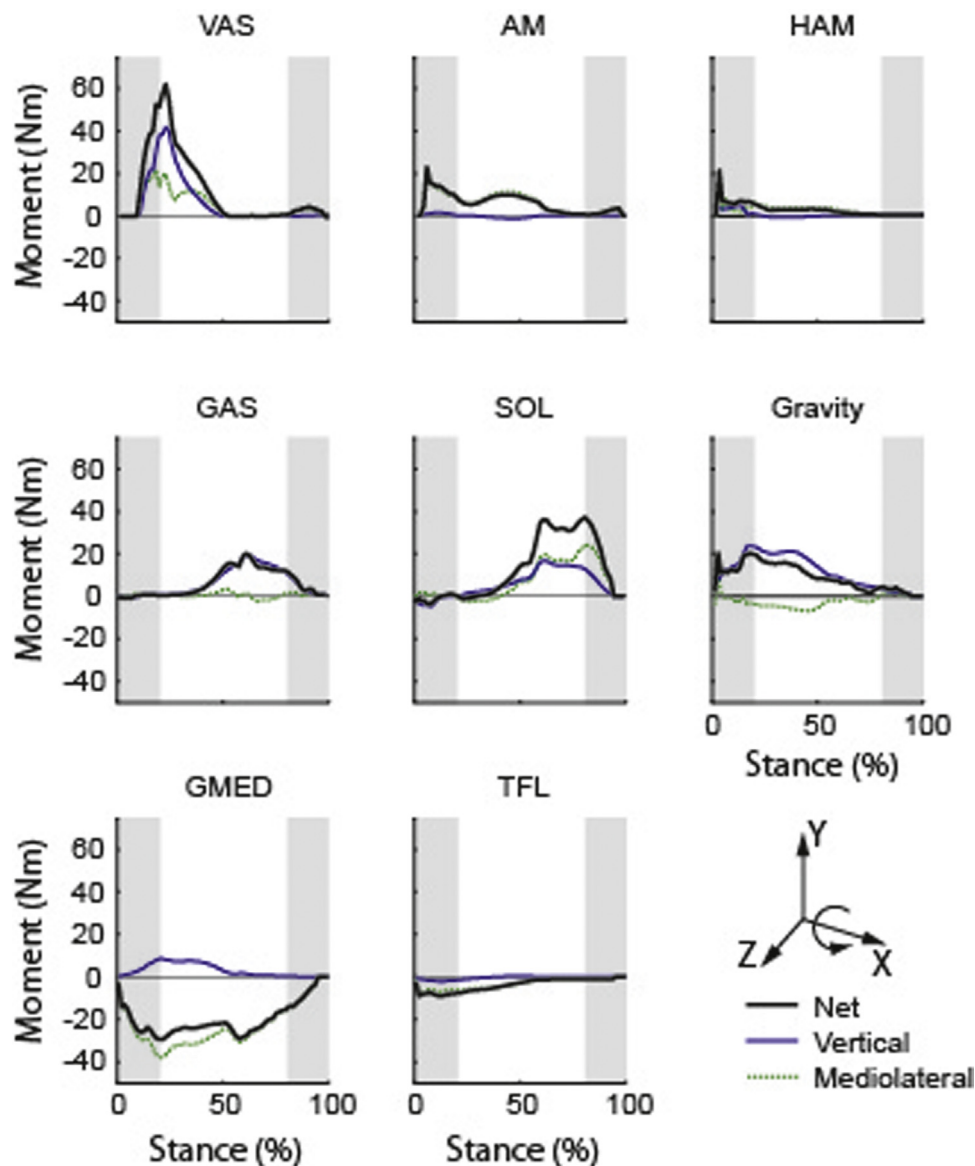 VAS AM HAM
Moment (Nm)
60
40
20
0
-20
-40
GAS SOL Gravity
Moment (Nm)
60
40
20
0
-20
-40
0 50 100
Stance (%)
GMED TFL
Moment (Nm)
60
40
20
0
-20
-40
0 50 100 0 50 100
Stance (%) Stance (%)
Y
Z X
Net
Vertical
Mediolateral